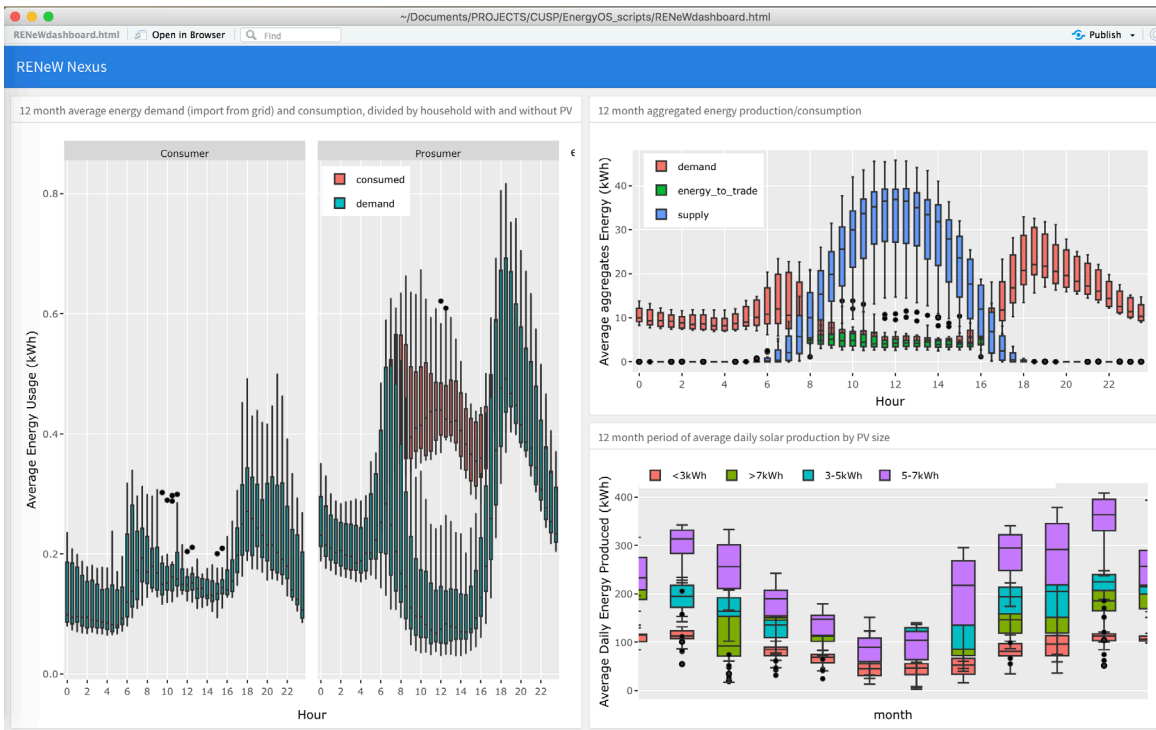 ~/Documents/PROJECTS/CUSP/EnergyOS_scripts/RENeWdashboard.html
RENeWdashboard.html Open in Browser Find Publish
RENeW Nexus
12 month average energy demand (import from grid) and consumption, divided by household with and without PV
Consumer Prosumer
consumed
demand
0.8
0.6
0.4
0.2
0.0
Average Energy Usage (kWh)
0 2 4 6 8 10 12 14 16 18 20 22 0 2 4 6 8 10 12 14 16 18 20 22
Hour
12 month aggregated energy production/consumption
demand
energy_to_trade
supply
40
30
20
10
0
Average aggregates Energy (kWh)
0 2 4 6 8 10 12 14 16 18 20 22
Hour
12 month period of average daily solar production by PV size
<3kWh >7kWh 3-5kWh 5-7kWh
400
300
200
100
0
Average Daily Energy Produced (kWh)
month